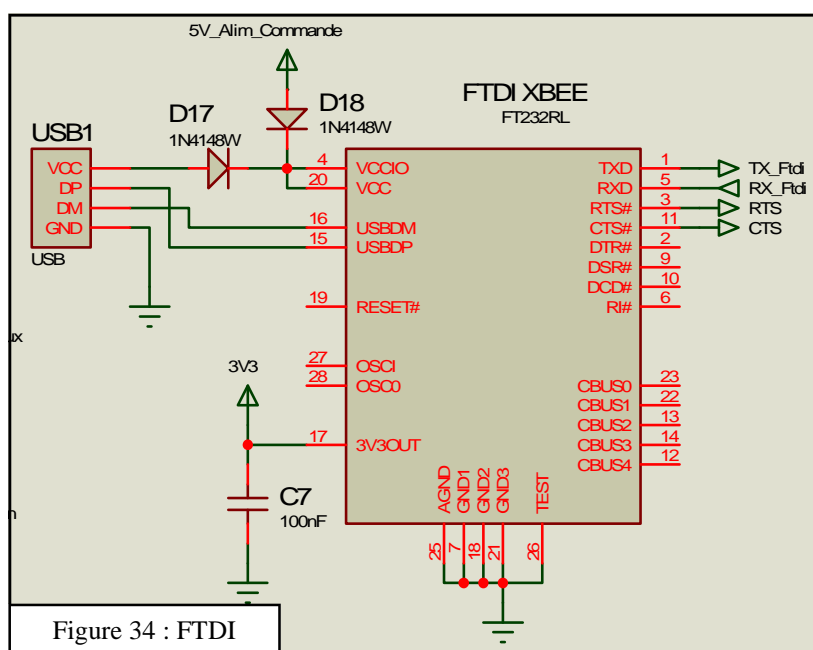 5V_Alim_Commande
D17
1N4148W
D18
1N4148W
FTDI XBEE
FT232RL
USB1
VCC
DP
DM
GND
USB
4 VCCIO
20 VCC
16 USBDM
15 USBDP
19 RESET#
27 OSCI
28 OSC0
17 3V3OUT
TXD 1 TX_Ftdi
RXD 5 RX_Ftdi
RTS# 3 RTS
CTS# 11 CTS
DTR# 2
DSR# 9
DCD# 10
RI# 6
CBUS0 23
CBUS1 22
CBUS2 13
CBUS3 14
CBUS4 12
AGND 25
GND1 7
GND2 18
GND3 21
TEST 26
ux
3V3
C7
100nF
n
Figure 34 : FTDI